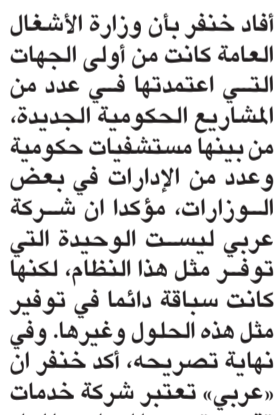 أفاد خنفر بأن وزارة الأشغال
العامة كانت من أولى الجهات
التي اعتمدتها في عدد من
المشاريع الحكومية الجديدة،
من بينها مستشفيات حكومية
وعدد من الإدارات في بعض
الوزارات، مؤكدا ان شركة
عربي ليست الوحيدة التي
توفر مثل هذا النظام، لكنها
كانت سباقة دائما في توفير
مثل هذه الحلول وغيرها. وفي
نهاية تصريحه، أكد خنفر ان
«عربي» تعتبر شركة خدمات